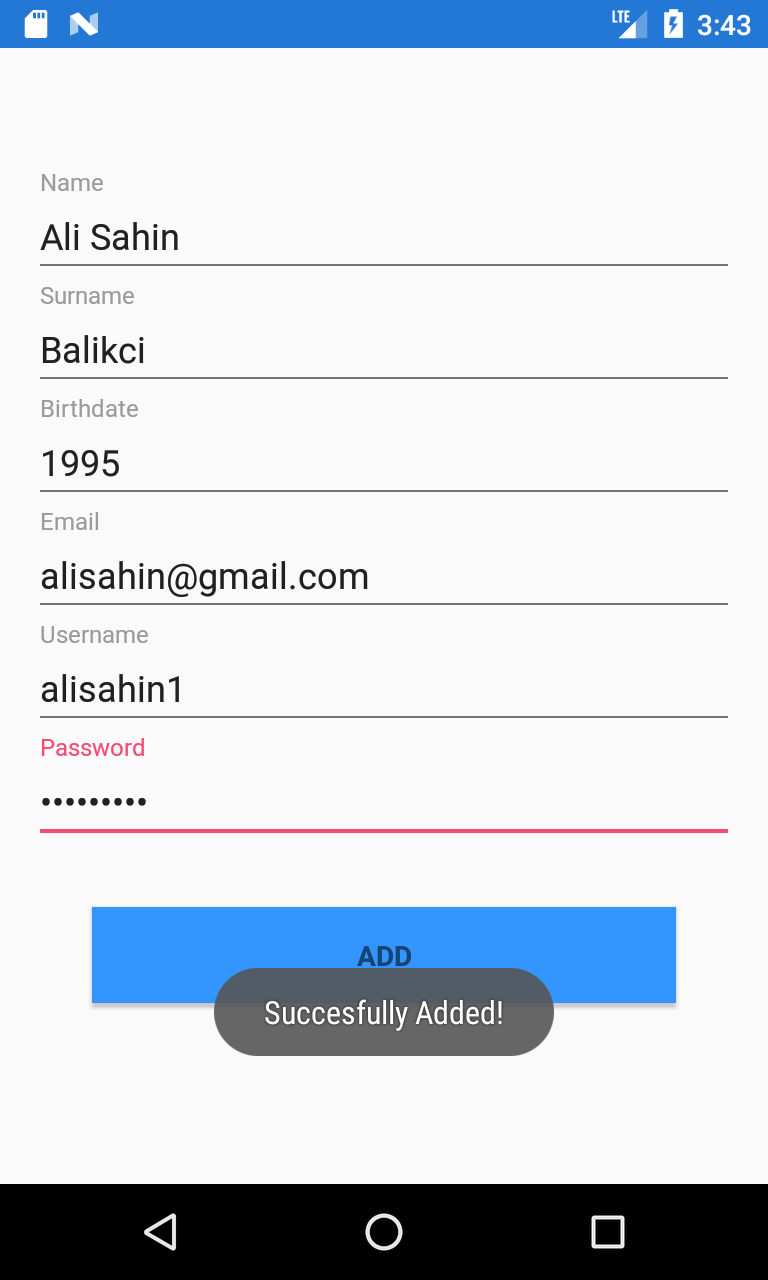 LTE 3:43
Name
Ali Sahin
Surname
Balikci
Birthdate
1995
Email
alisahin@gmail.com
Username
alisahin1
Password
•••••••••
ADD
Succesfully Added!